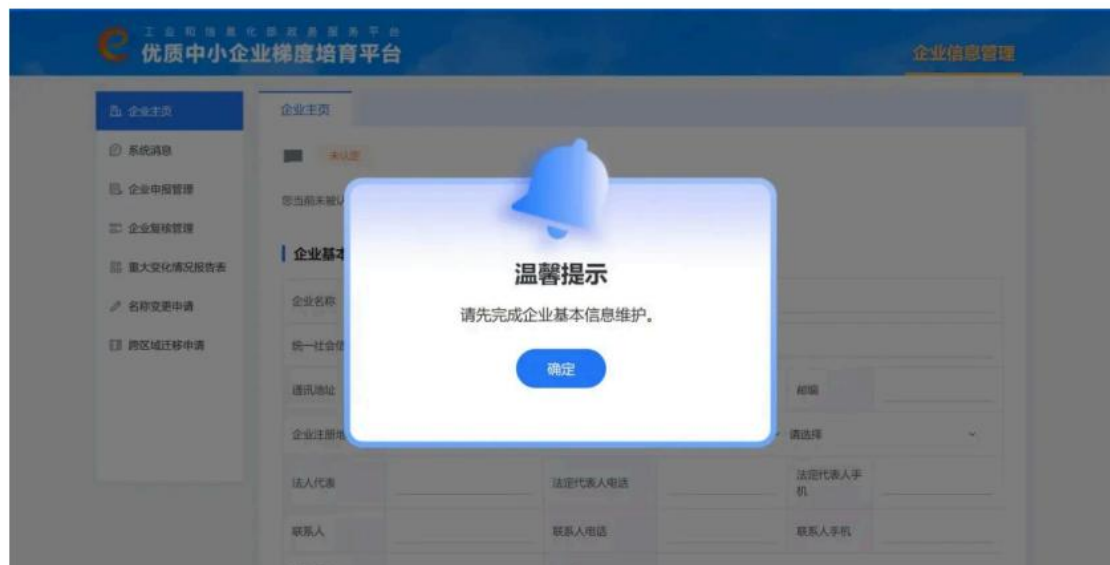 工业和信息化部政务服务平台
优质中小企业梯度培育平台
企业信息管理
企业主页
系统消息
企业申报管理
企业复核管理
重大变化情况报告表
名称变更申请
跨区域迁移申请
企业主页
未认定
您当前未被认
企业基本
企业名称
统一社会信
通讯地址
邮编
企业注册地
请选择
法人代表
法定代表人电话
法定代表人手机
联系人
联系人电话
联系人手机
温馨提示
请先完成企业基本信息维护。
确定